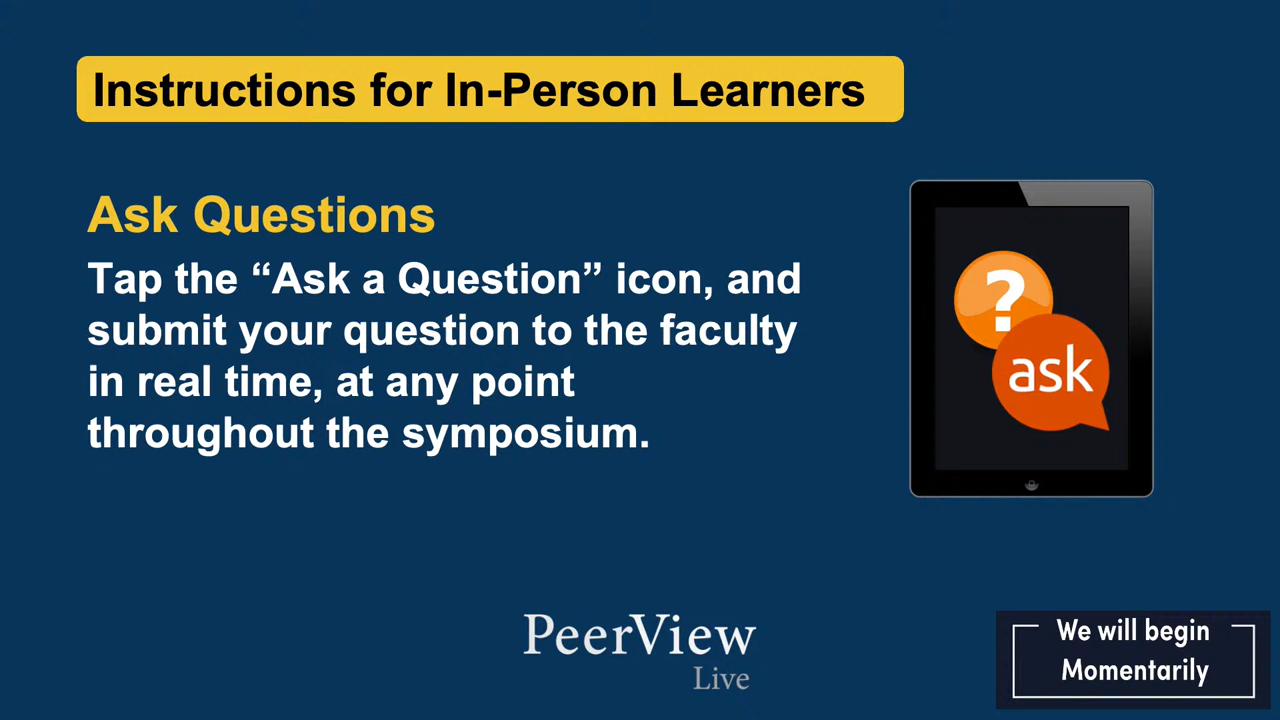 Instructions for In-Person Learners
Ask Questions
Tap the “Ask a Question” icon, and
submit your question to the faculty
in real time, at any point
throughout the symposium.
?
ask
PeerView
Live
We will begin
Momentarily